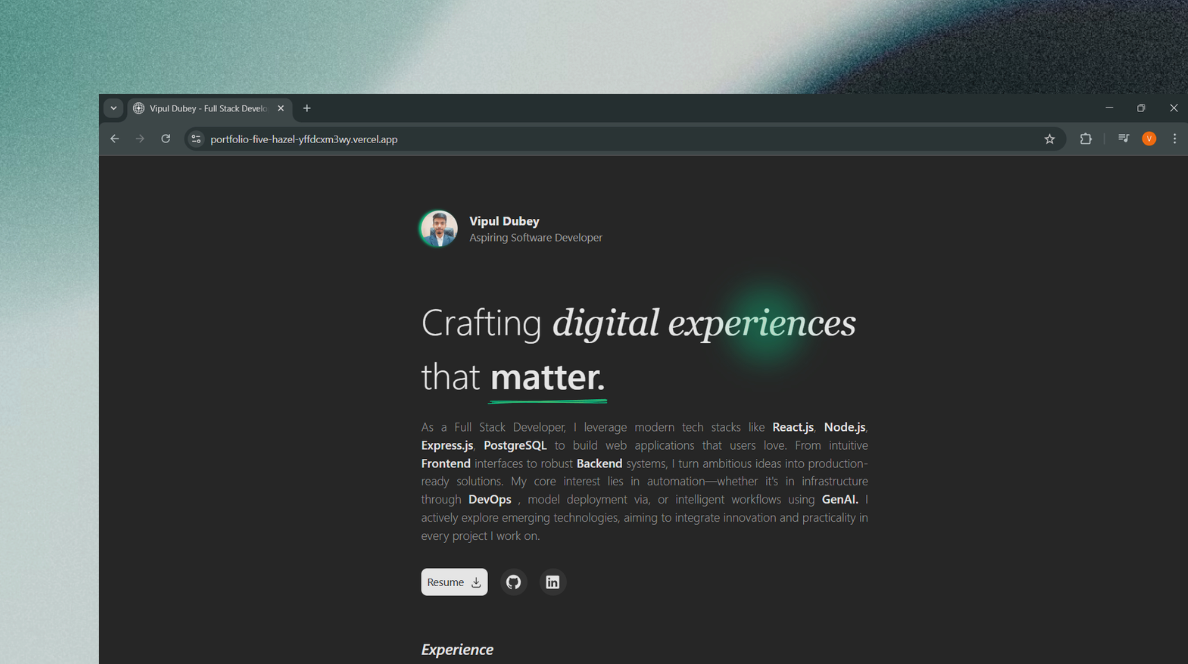 Vipul Dubey - Full Stack Develo
portfolio-five-hazel-yffdcxm3wy.vercel.app
V
Vipul Dubey
Aspiring Software Developer
Crafting digital experiences
that matter.
As a Full Stack Developer, I leverage modern tech stacks like React.js, Node.js,
Express.js, PostgreSQL to build web applications that users love. From intuitive
Frontend interfaces to robust Backend systems, I turn ambitious ideas into production-
ready solutions. My core interest lies in automation—whether it's in infrastructure
through DevOps , model deployment via, or intelligent workflows using GenAI. I
actively explore emerging technologies, aiming to integrate innovation and practicality in
every project I work on.
Resume
in
Experience